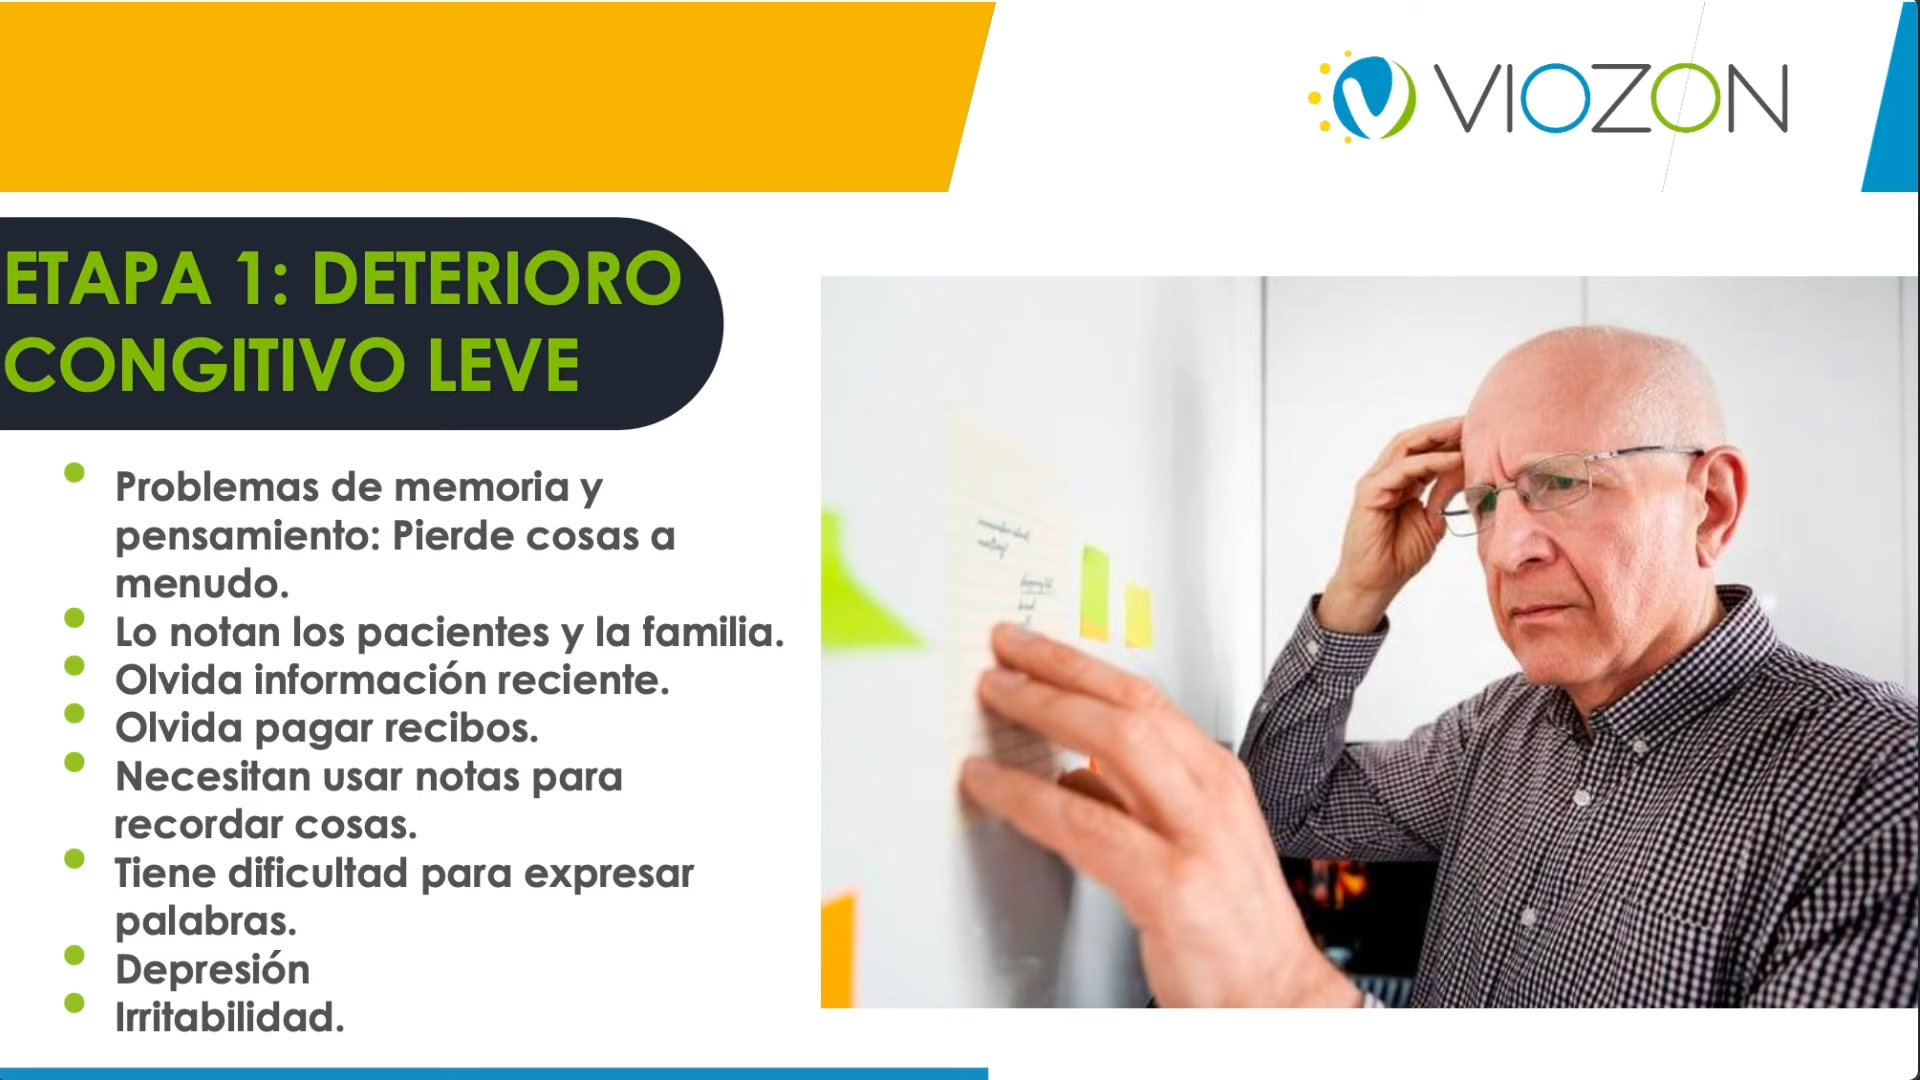 VIOZON
ETAPA 1: DETERIORO
CONGITIVO LEVE
Problemas de memoria y
pensamiento: Pierde cosas a
menudo.
Lo notan los pacientes y la familia.
Olvida información reciente.
Olvida pagar recibos.
Necesitan usar notas para
recordar cosas.
Tiene dificultad para expresar
palabras.
Depresión
Irritabilidad.